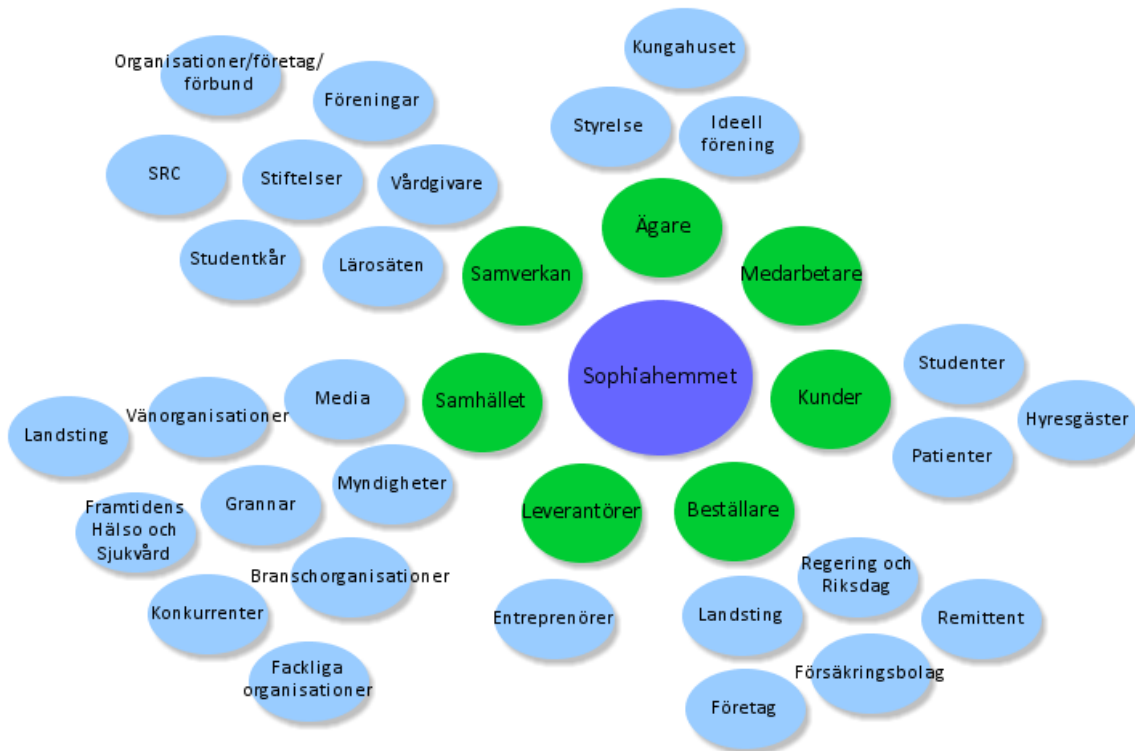 Kungahuset
Organisationer/företag/
förbund
Föreningar
Styrelse
Ideell
förening
SRC
Stiftelser
Vårdgivare
Ägare
Studentkår
Lärosäten
Samverkan
Medarbetare
Sophiahemmet
Studenter
Samhället
Kunder
Media
Vänorganisationer
Landsting
Hyresgäster
Patienter
Myndigheter
Grannar
Framtidens
Hälso och
Sjukvård
Leverantörer
Beställare
Branschorganisationer
Regering och
Riksdag
Konkurrenter
Entreprenörer
Landsting
Remittent
Fackliga
organisationer
Försäkringsbolag
Företag